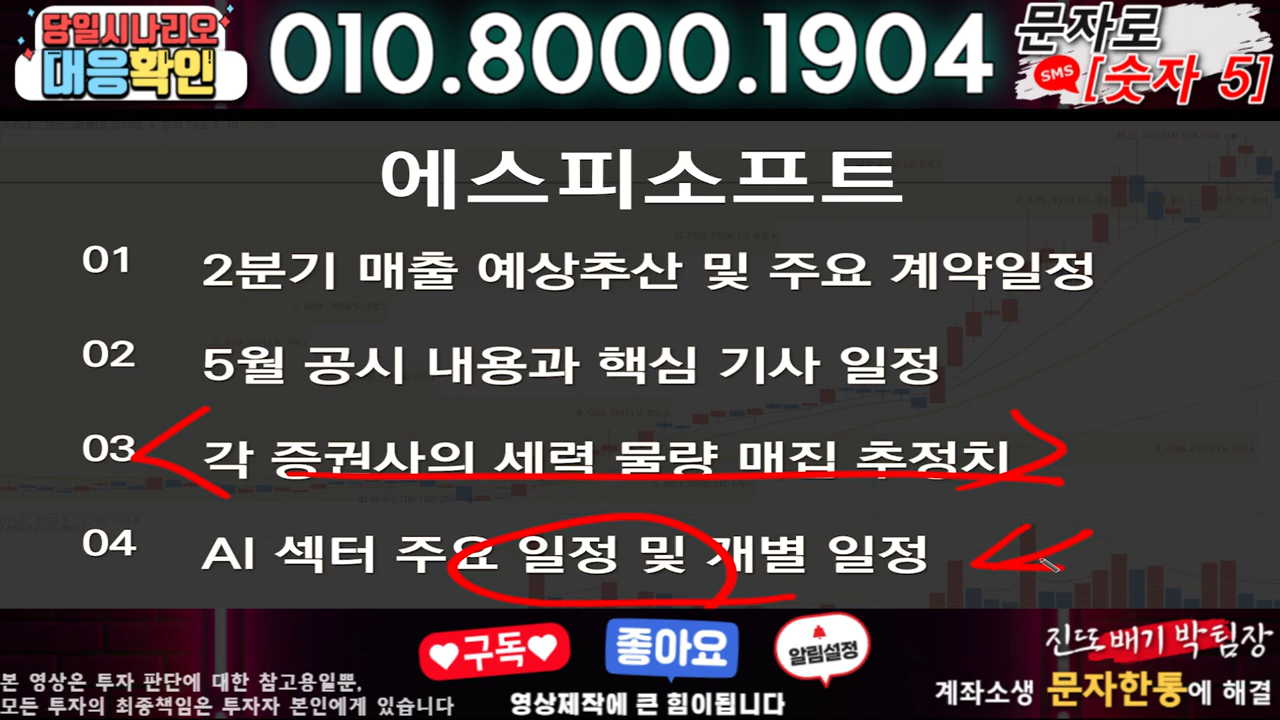 당일시나리오
대응확인
010.8000.1904
문자로
SMS [숫자 5]
에스피소프트
01 2분기 매출 예상추산 및 주요 계약일정
02 5월 공시 내용과 핵심 기사 일정
03 각 증권사의 세력 물량 매집 추정치
04 AI 섹터 주요 일정 및 개별 일정
구독
좋아요
알림설정
영상제작에 큰 힘이됩니다
본 영상은 투자 판단에 대한 참고용일뿐,
모든 투자의 최종책임은 투자자 본인에게 있습니다
진또배기 박팀장
계좌소생 문자한통에 해결